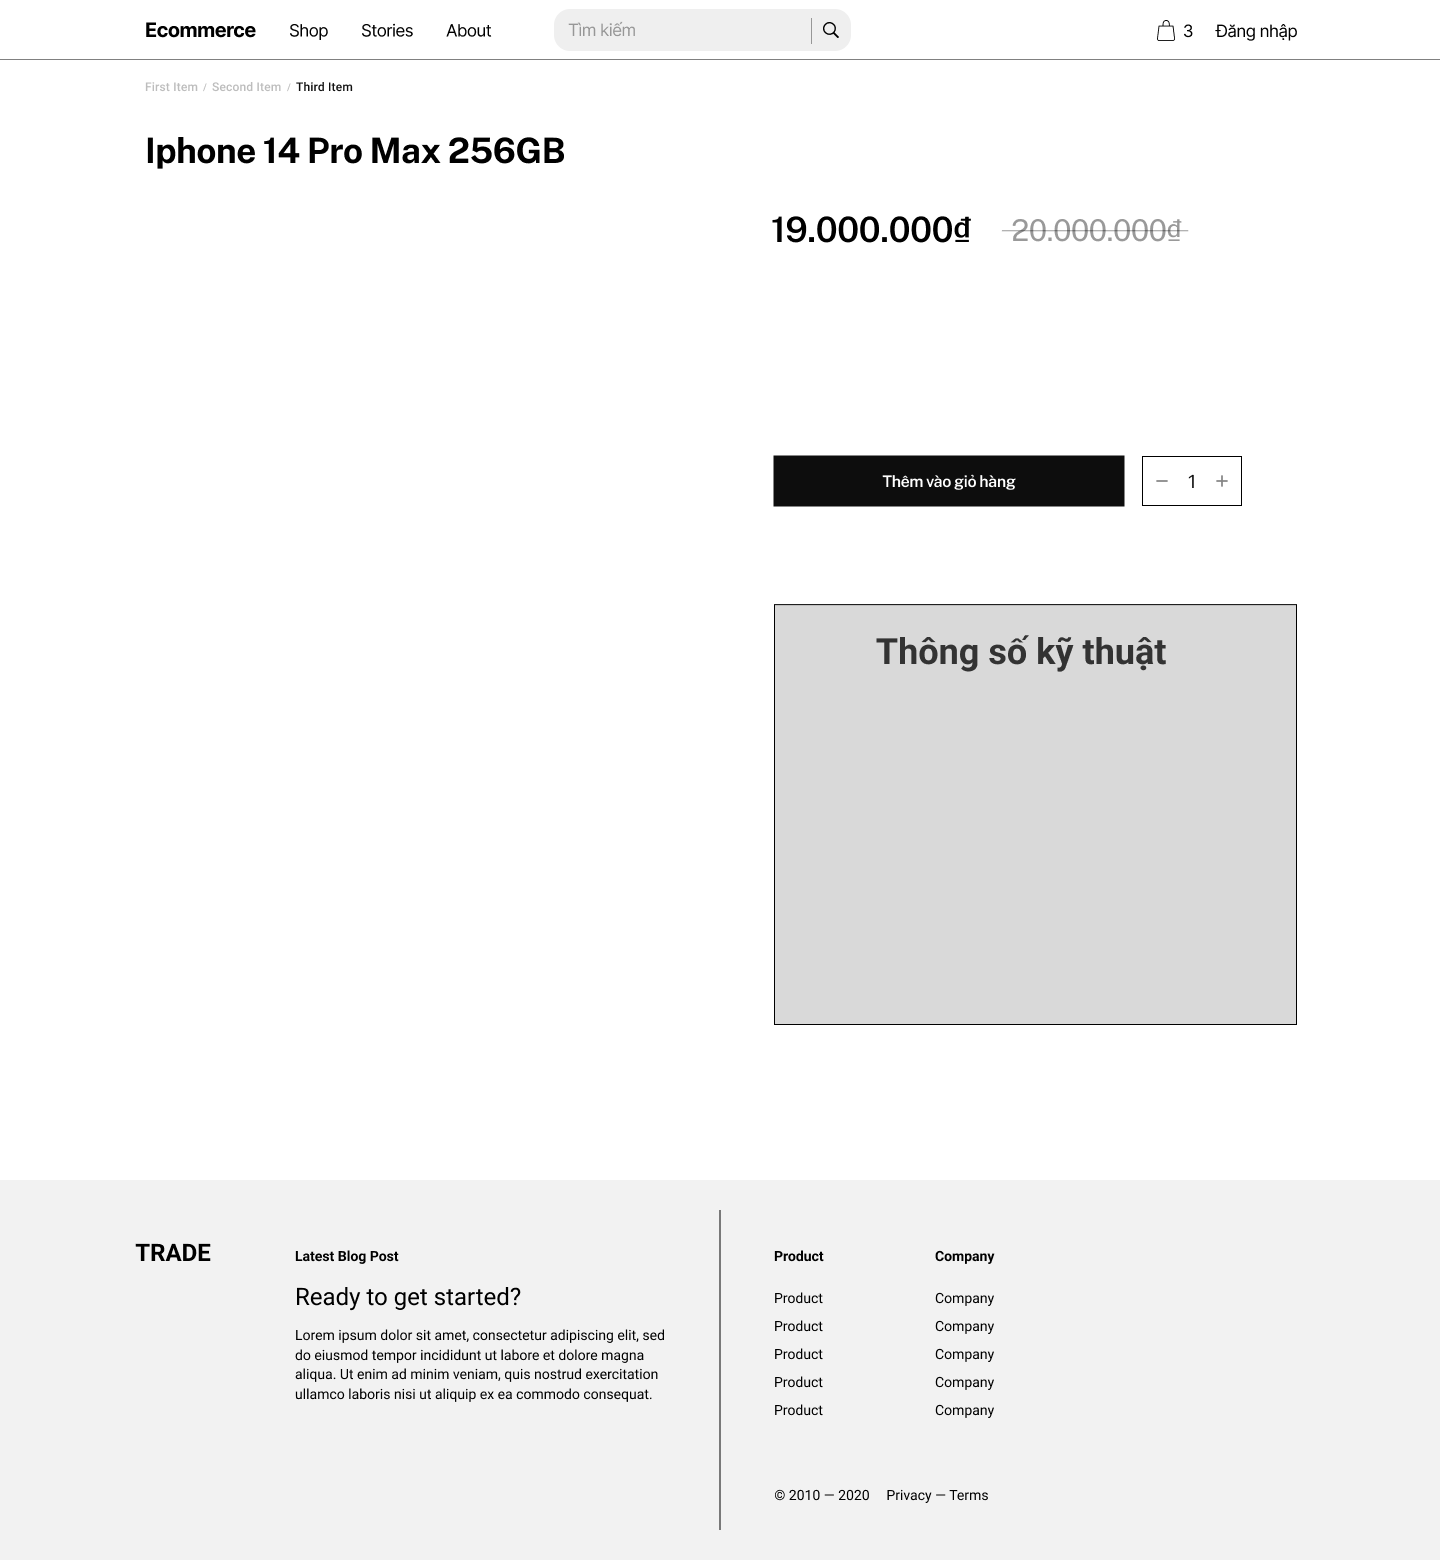 Ecommerce Shop Stories About Tìm kiếm 3 Đăng nhập
First Item / Second Item / Third Item
Iphone 14 Pro Max 256GB
19.000.000₫ 20.000.000₫
Thêm vào giỏ hàng 1
Thông số kỹ thuật
TRADE
Latest Blog Post
Ready to get started?
Lorem ipsum dolor sit amet, consectetur adipiscing elit, sed
do eiusmod tempor incididunt ut labore et dolore magna
aliqua. Ut enim ad minim veniam, quis nostrud exercitation
ullamco laboris nisi ut aliquip ex ea commodo consequat.
Product
Product
Product
Product
Product
Product
Company
Company
Company
Company
Company
Company
© 2010 — 2020 Privacy — Terms